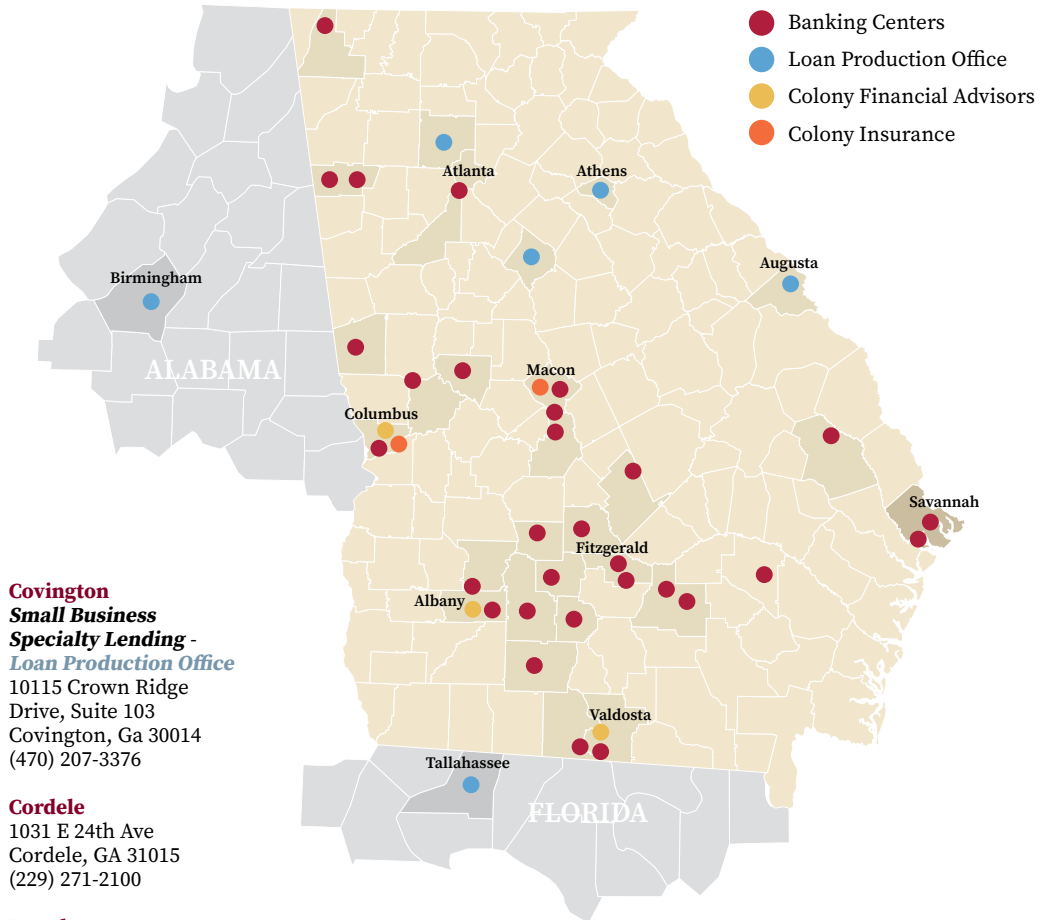 Banking Centers
Loan Production Office
Colony Financial Advisors
Colony Insurance
Atlanta
Athens
Augusta
Birmingham
ALABAMA
Macon
Columbus
Savannah
Fitzgerald
Albany
Valdosta
Tallahassee
FLORIDA
Covington
Small Business
Specialty Lending -
Loan Production Office
10115 Crown Ridge
Drive, Suite 103
Covington, Ga 30014
(470) 207-3376
Cordele
1031 E 24th Ave
Cordele, GA 31015
(229) 271-2100